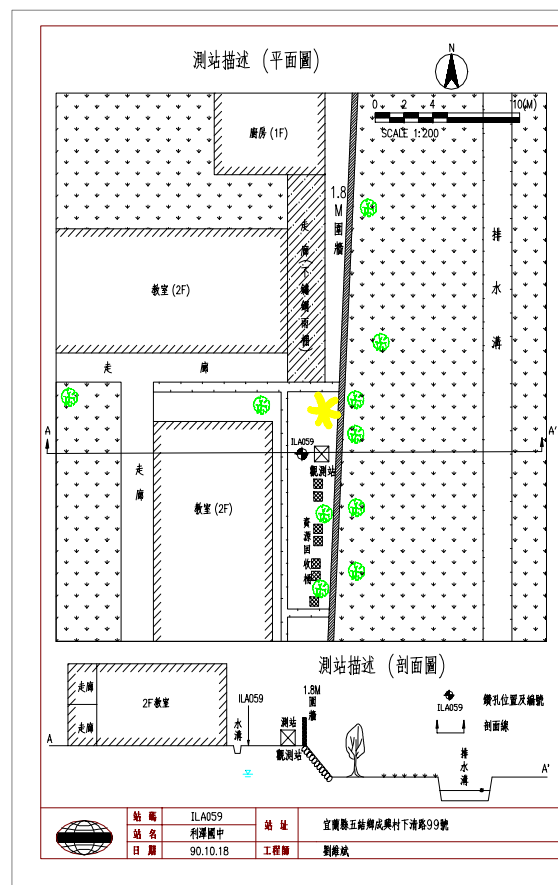 測站描述 (平面圖)
N
0 2 4 10(M)
SCALE 1:200
廚房 (1F)
1.8M圍牆
走廊(不鏽鋼雨棚)
排水溝
教室 (2F)
走廊
A A'
ILA059
觀測站
走廊
教室 (2F)
資源回收桶
測站描述 (剖面圖)
走廊
走廊
2F教室
水溝
ILA059
測站
觀測站
1.8M
圍牆
ILA059 鑽孔位置及編號
剖面線
排水溝
A A'
站 碼 ILA059
站 名 利澤國中
日 期 90.10.18
站 址 宜蘭縣五結鄉成興村下清路99號
工程師 劉維斌